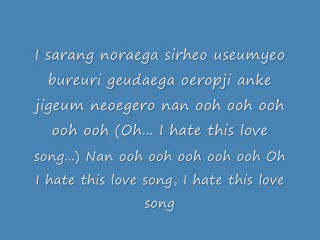 I sarang noraega sirheo useumyeo
bureuri geudaega oeropji anke
jigeum neoegero nan ooh ooh ooh
ooh ooh (Oh... I hate this love
song...) Nan ooh ooh ooh ooh ooh Oh
I hate this love song, I hate this love
song